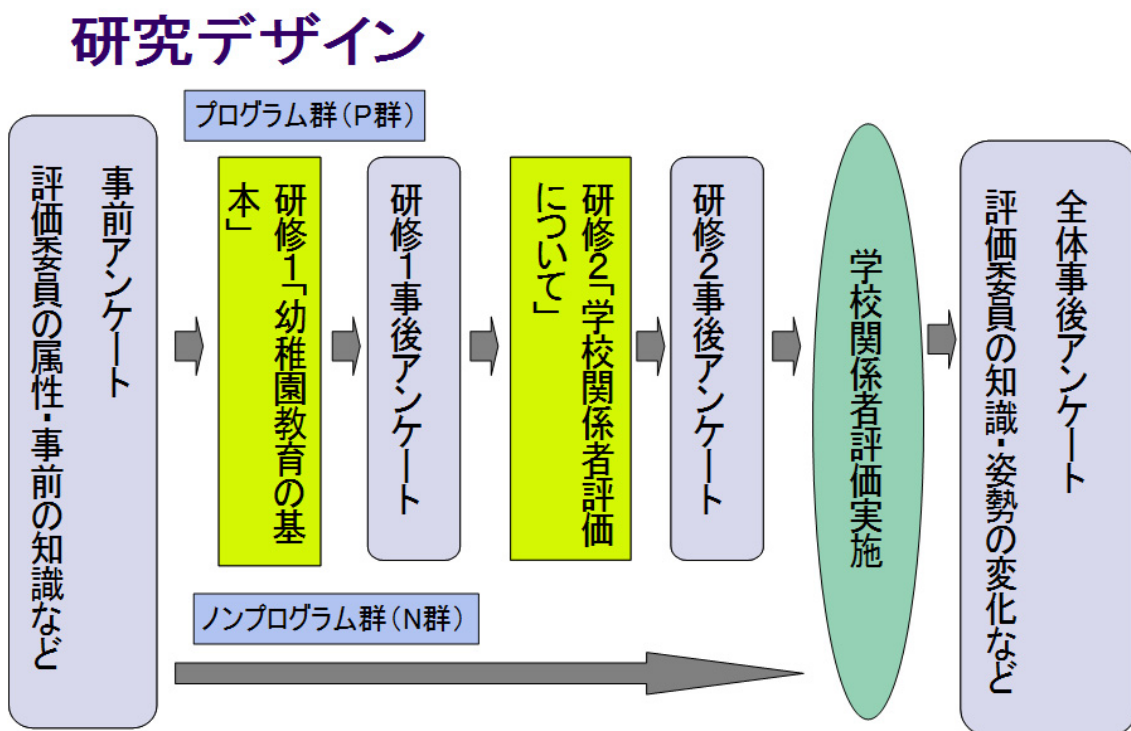 研究デザイン
プログラム群(P群)
事前アンケート
評価委員の属性・事前の知識など
研修1「幼稚園教育の基
本」
研修1事後アンケート
研修2「学校関係者評価
について」
研修2事後アンケート
学校関係者評価実施
全体事後アンケート
評価委員の知識・姿勢の変化など
ノンプログラム群(N群)